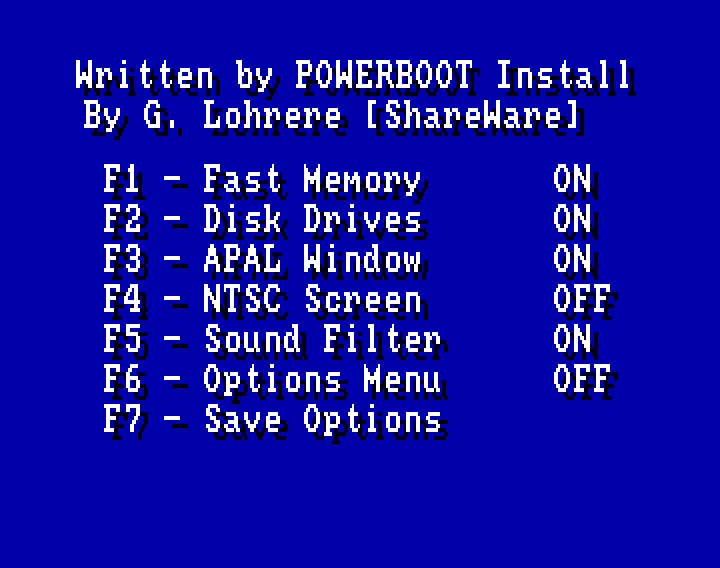 Written by POWERBOOT Install
By G. Lohrere [ShareWare]
F1 - Fast Memory ON
F2 - Disk Drives ON
F3 - APAL Window ON
F4 - NTSC Screen OFF
F5 - Sound Filter ON
F6 - Options Menu OFF
F7 - Save Options